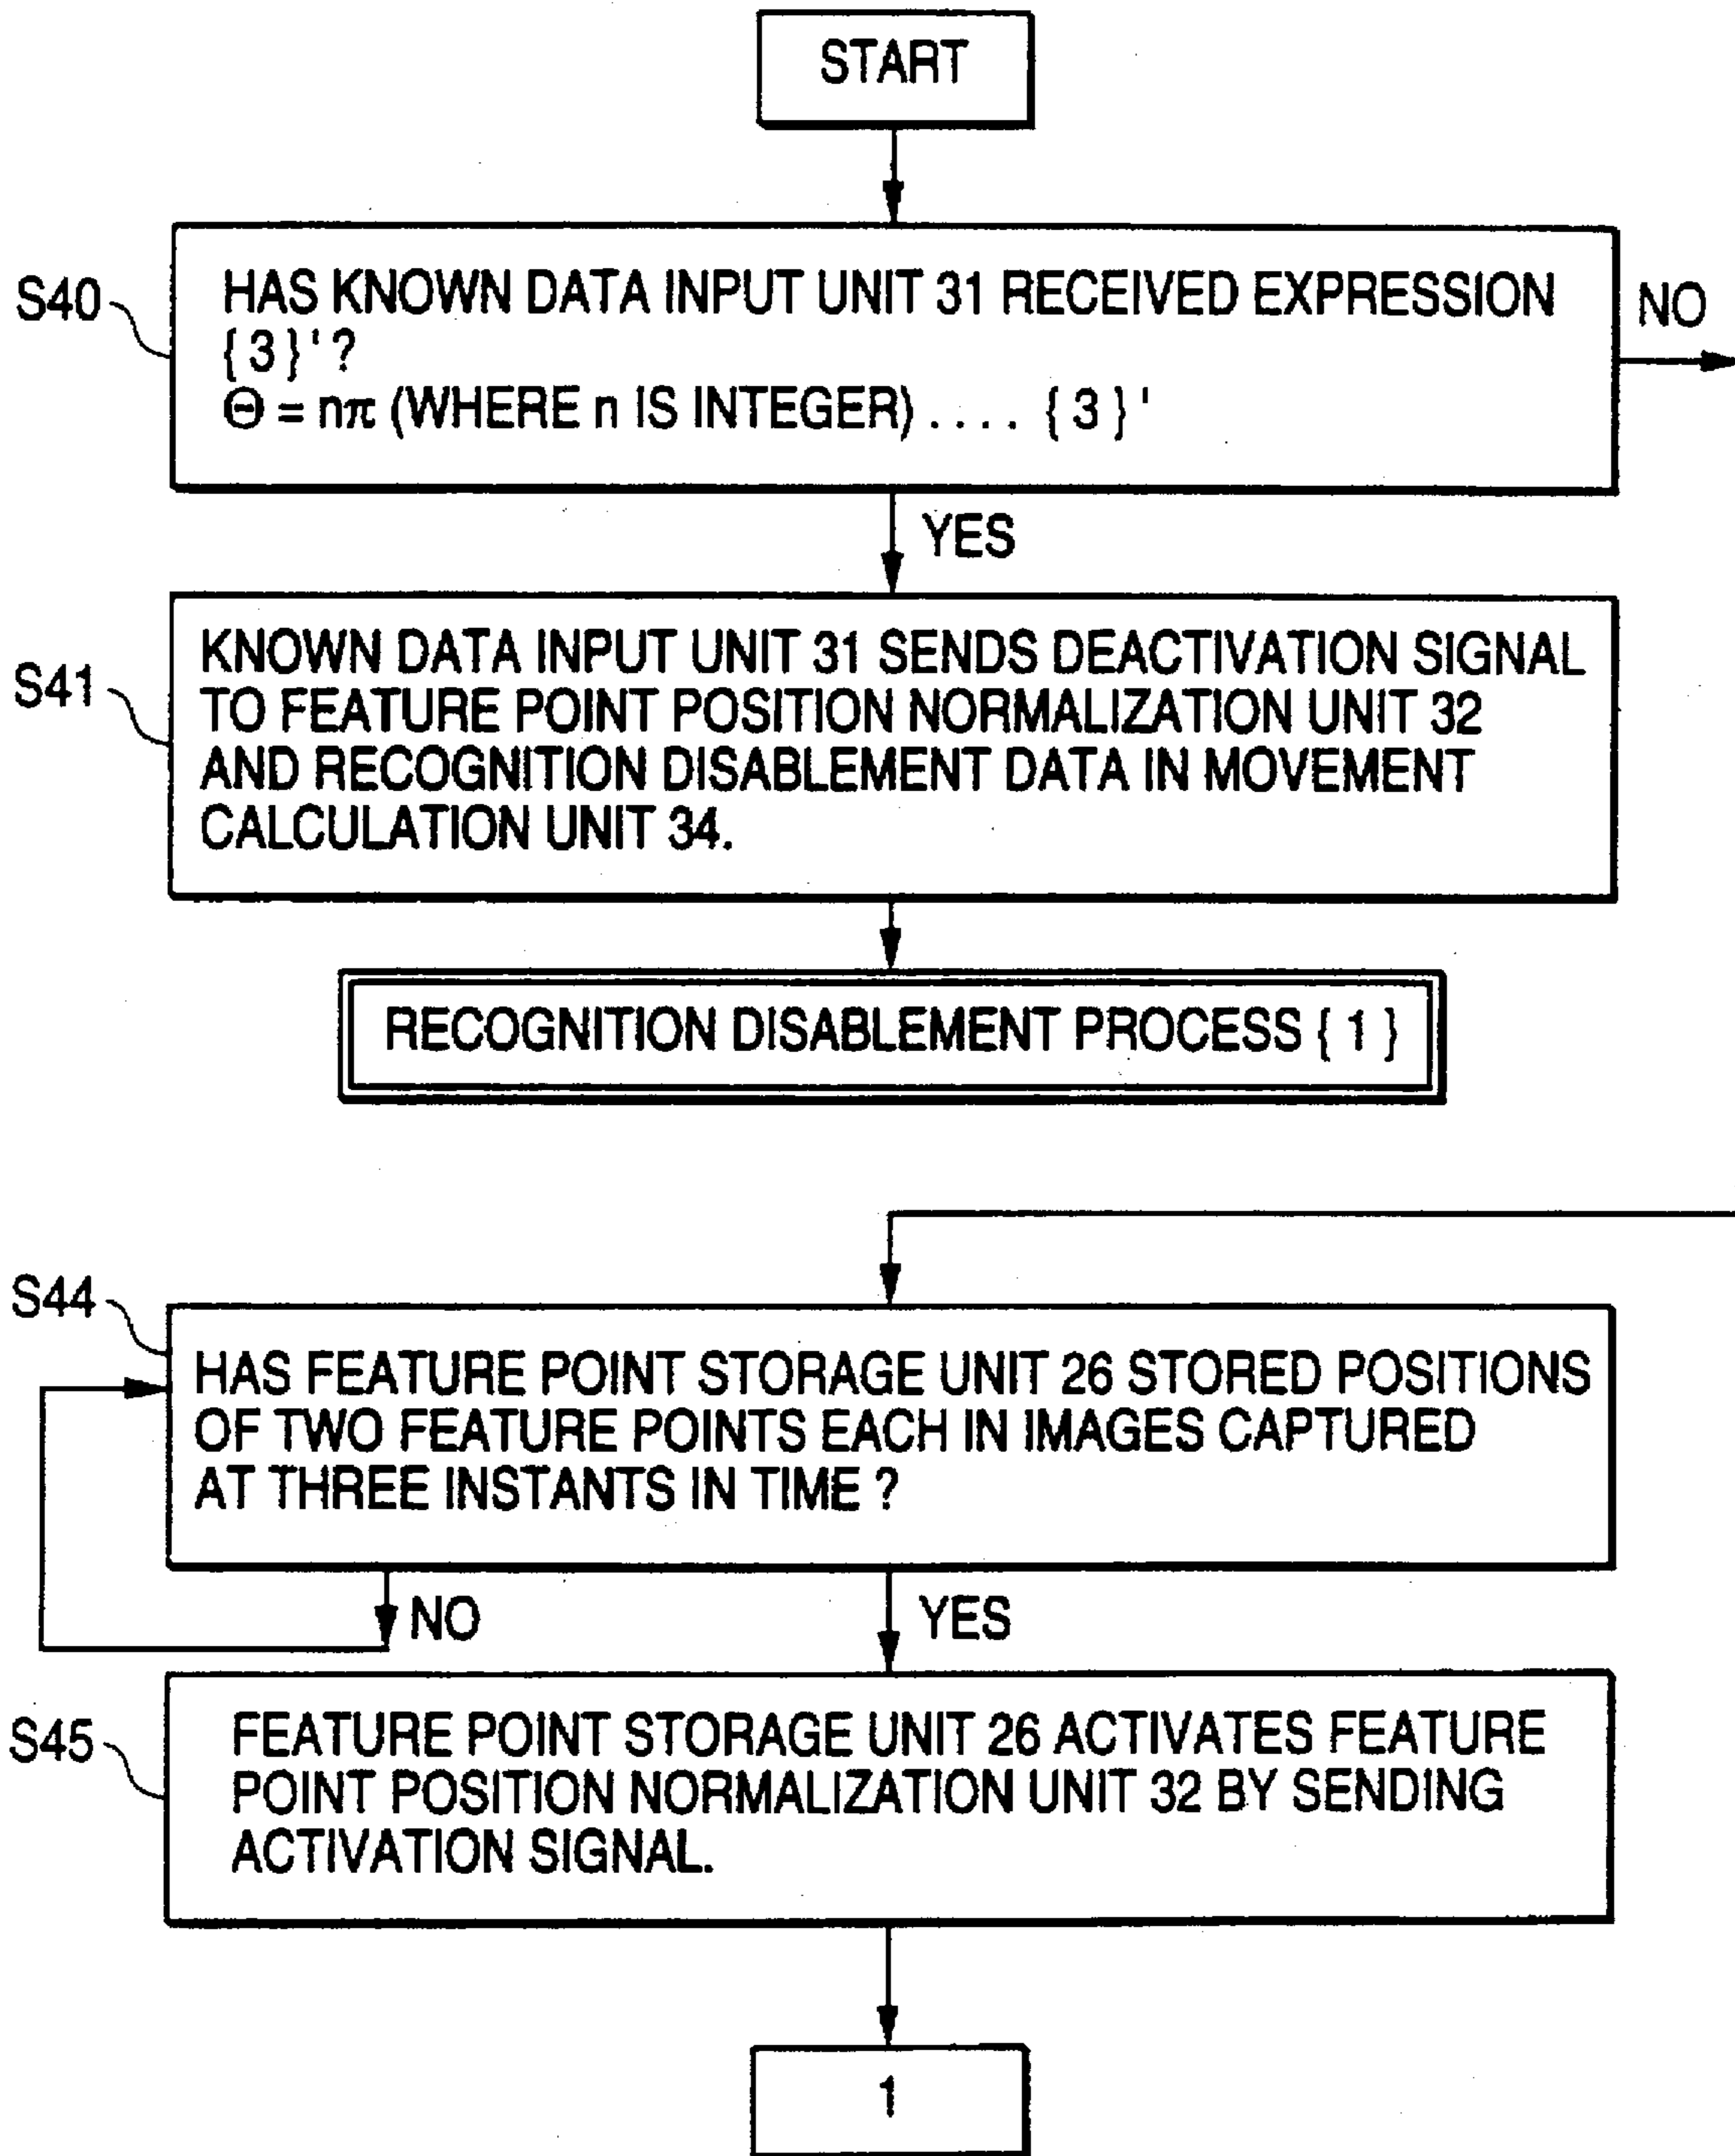 START
S40
HAS KNOWN DATA INPUT UNIT 31 RECEIVED EXPRESSION
{ 3 } ' ?
Θ = nπ (WHERE n IS INTEGER) . . . . { 3 } '
NO
YES
S41
KNOWN DATA INPUT UNIT 31 SENDS DEACTIVATION SIGNAL
TO FEATURE POINT POSITION NORMALIZATION UNIT 32
AND RECOGNITION DISABLEMENT DATA IN MOVEMENT
CALCULATION UNIT 34.
RECOGNITION DISABLEMENT PROCESS { 1 }
S44
HAS FEATURE POINT STORAGE UNIT 26 STORED POSITIONS
OF TWO FEATURE POINTS EACH IN IMAGES CAPTURED
AT THREE INSTANTS IN TIME ?
NO
YES
S45
FEATURE POINT STORAGE UNIT 26 ACTIVATES FEATURE
POINT POSITION NORMALIZATION UNIT 32 BY SENDING
ACTIVATION SIGNAL.
1